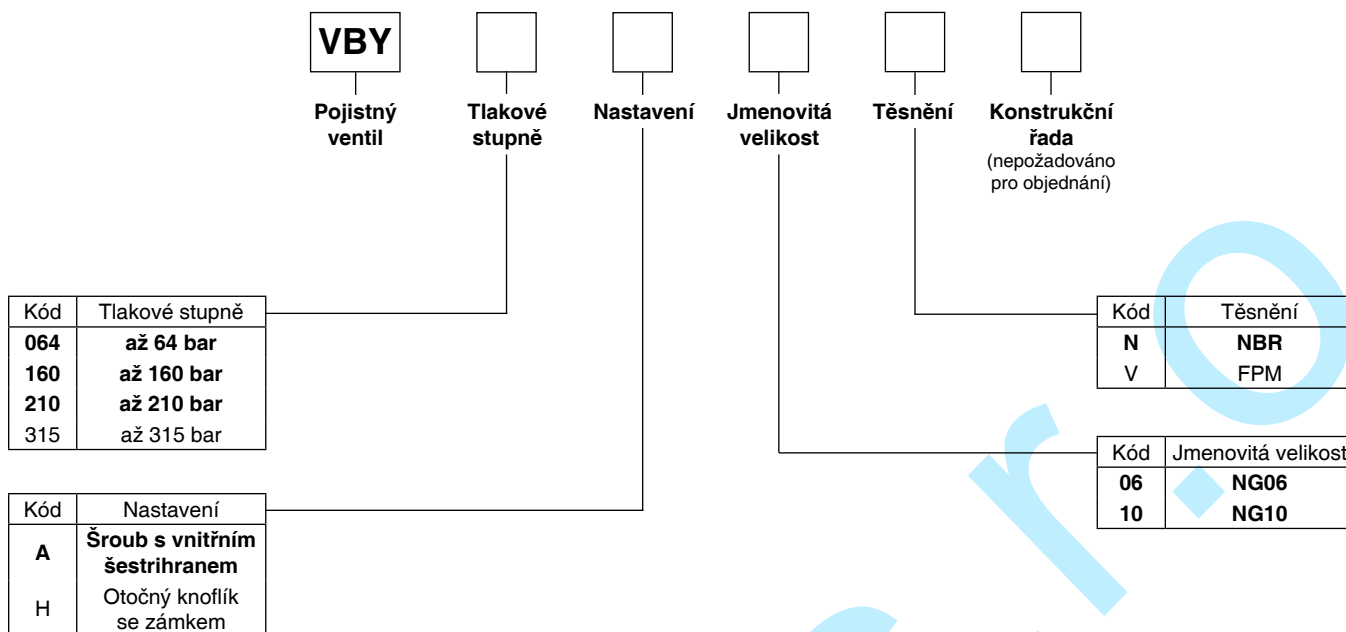 VBY
Pojistný
ventil
Tlakové
stupně
Nastavení
Jmenovitá
velikost
Těsnění
Konstrukční
řada
(nepožadováno
pro objednání)
Kód Tlakové stupně
064 až 64 bar
160 až 160 bar
210 až 210 bar
315 až 315 bar
Kód Těsnění
N NBR
V FPM
Kód Jmenovitá velikost
06 NG06
10 NG10
Kód Nastavení
A Šroub s vnitřním
šestrihranem
H Otočný knoflík
se zámkem